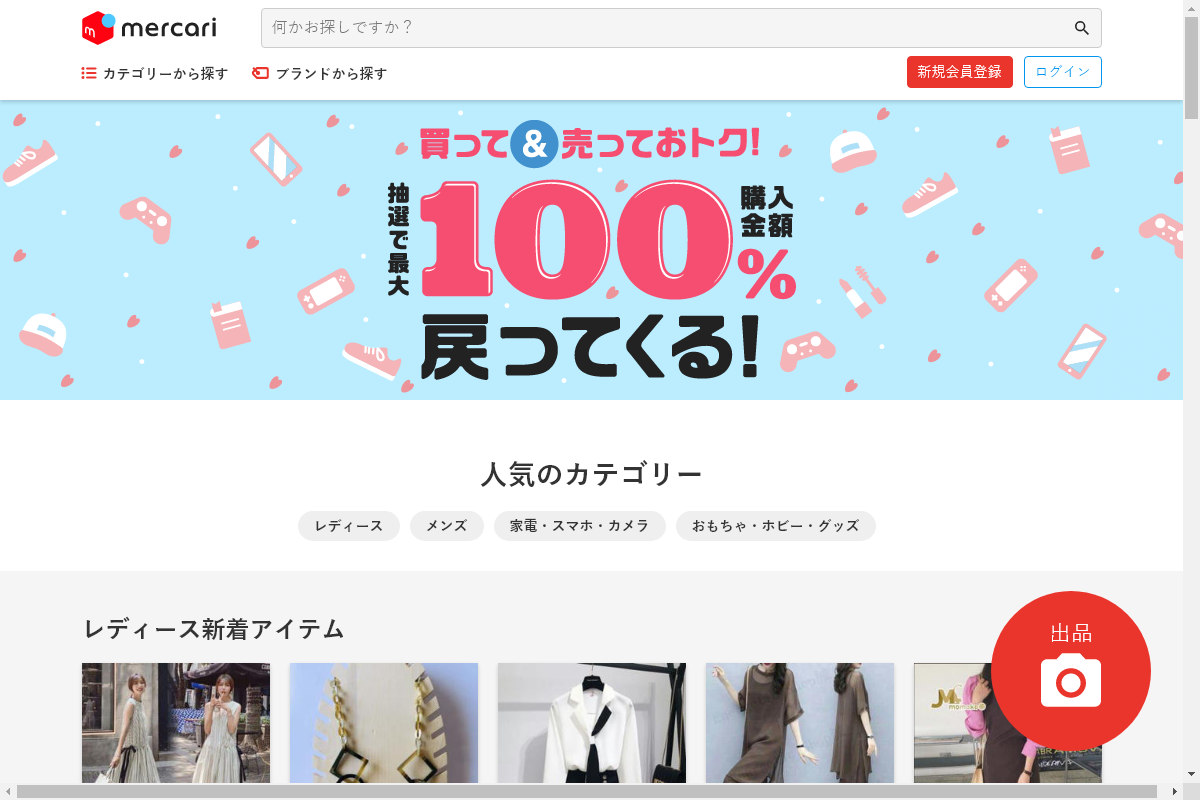 mercari
何かお探しですか？
カテゴリーから探す
ブランドから探す
新規会員登録
ログイン
買って&売っておトク!
抽選で最大
100%
購入金額
戻ってくる!
人気のカテゴリー
レディース
メンズ
家電・スマホ・カメラ
おもちゃ・ホビー・グッズ
レディース新着アイテム
出品